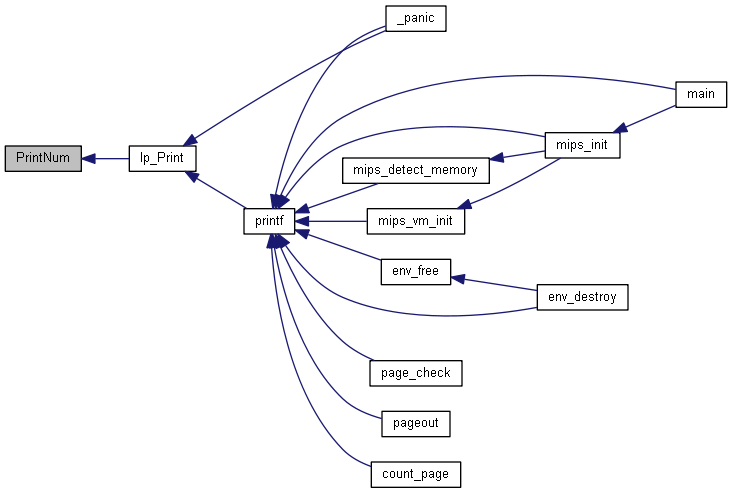 _panic
main
mips_init
PrintNum
lp_Print
mips_detect_memory
printf
mips_vm_init
env_free
env_destroy
page_check
pageout
count_page